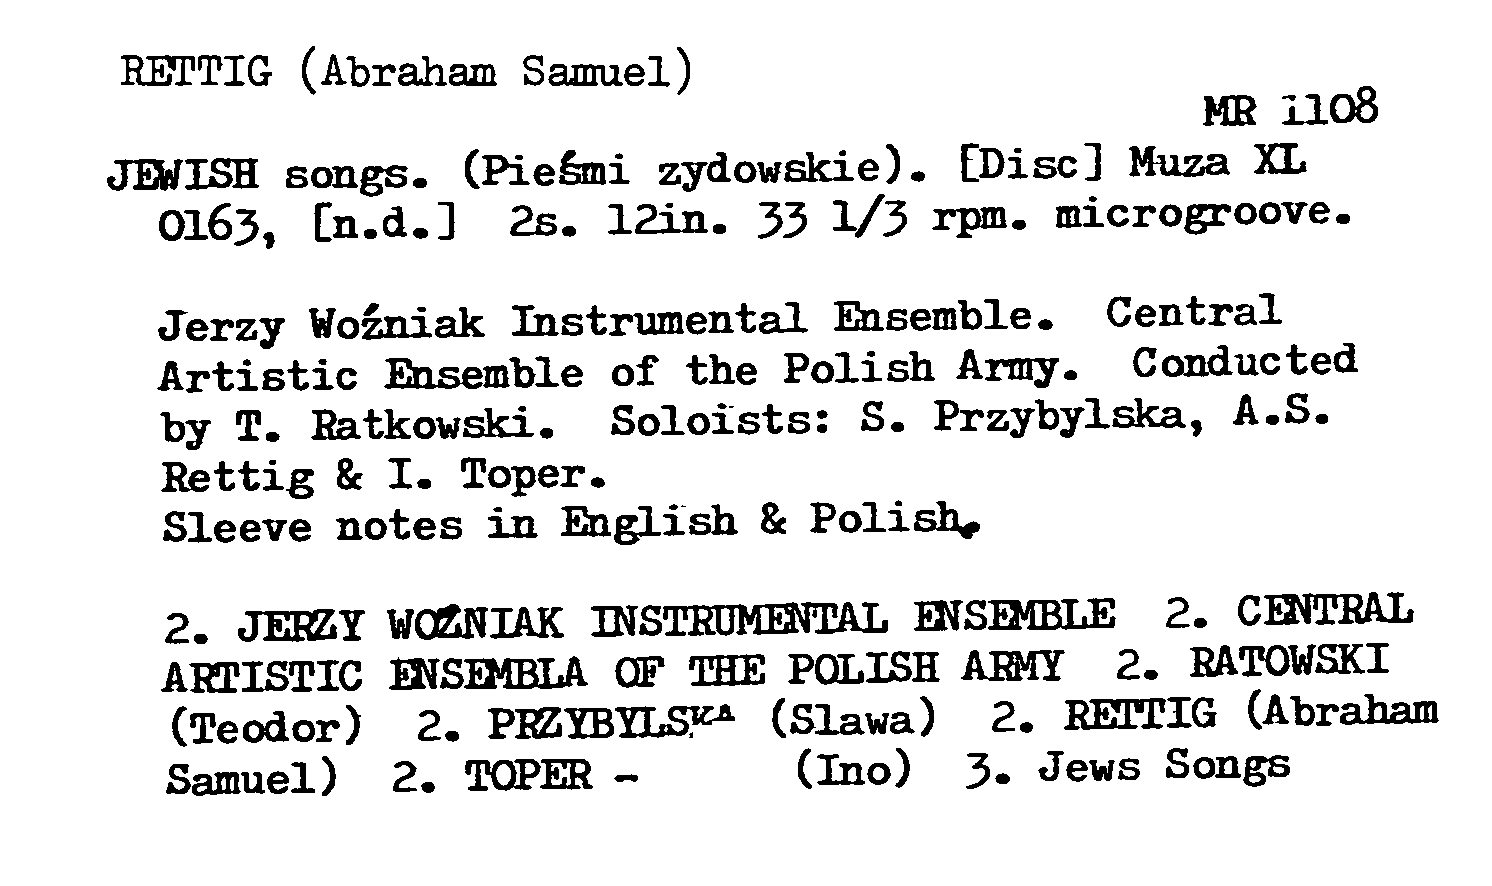 RETTIG (Abraham Samuel)
MR 1108
JEWISH songs. (Pieśmi zydowskie). [Disc] Muza XL
0163, [n.d.] 2s. 12in. 33 1/3 rpm. microgroove.
Jerzy Woźniak Instrumental Ensemble. Central
Artistic Ensemble of the Polish Army. Conducted
by T. Ratkowski. Soloists: S. Przybylska, A.S.
Rettig & I. Toper.
Sleeve notes in English & Polish.
2. JERZY WOŹNIAK INSTRUMENTAL ENSEMBLE 2. CENTRAL
ARTISTIC ENSEMBLA OF THE POLISH ARMY 2. RATOWSKI
(Teodor) 2. PRZYBYLSKA (Slawa) 2. RETTIG (Abraham
Samuel) 2. TOPER - (Ino) 3. Jews Songs